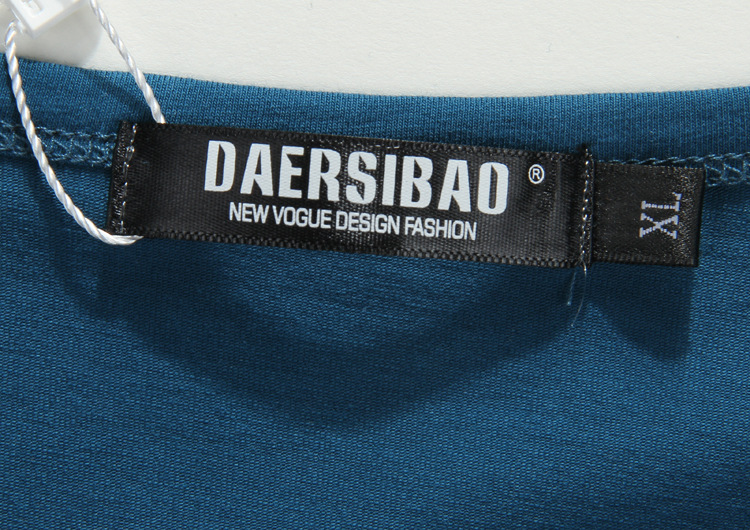 DAERSIBAO ®
NEW VOGUE DESIGN FASHION
XL